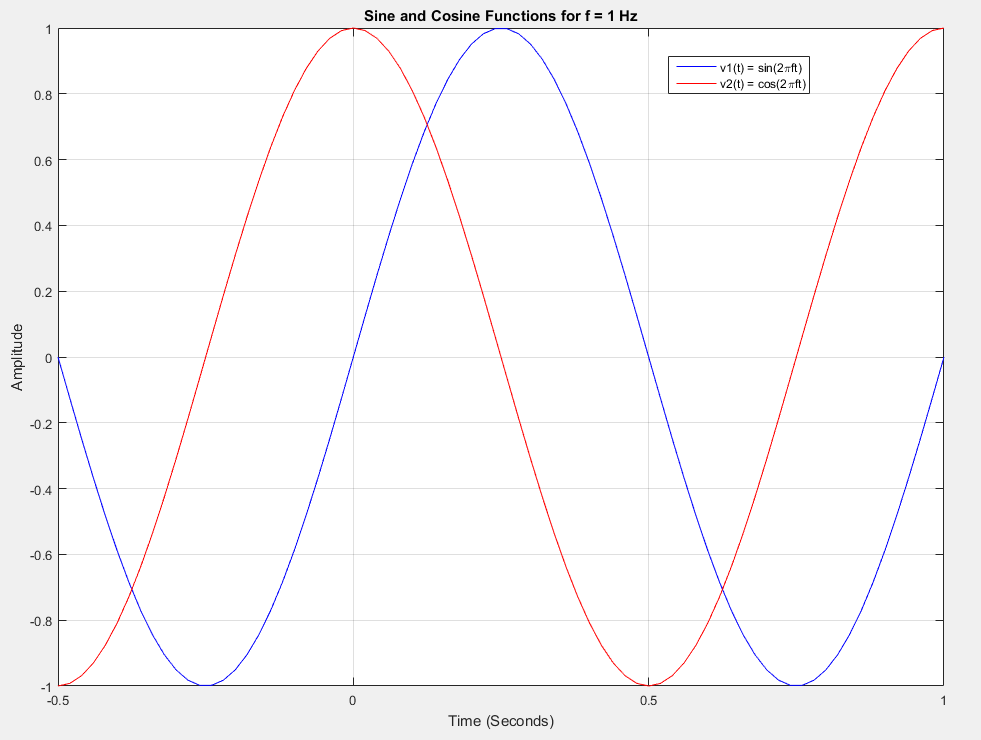 Sine and Cosine Functions for f = 1 Hz
v1(t) = sin(2πft)
v2(t) = cos(2πft)
1
0.8
0.6
0.4
0.2
0
-0.2
-0.4
-0.6
-0.8
-1
Amplitude
-0.5 0 0.5 1
Time (Seconds)